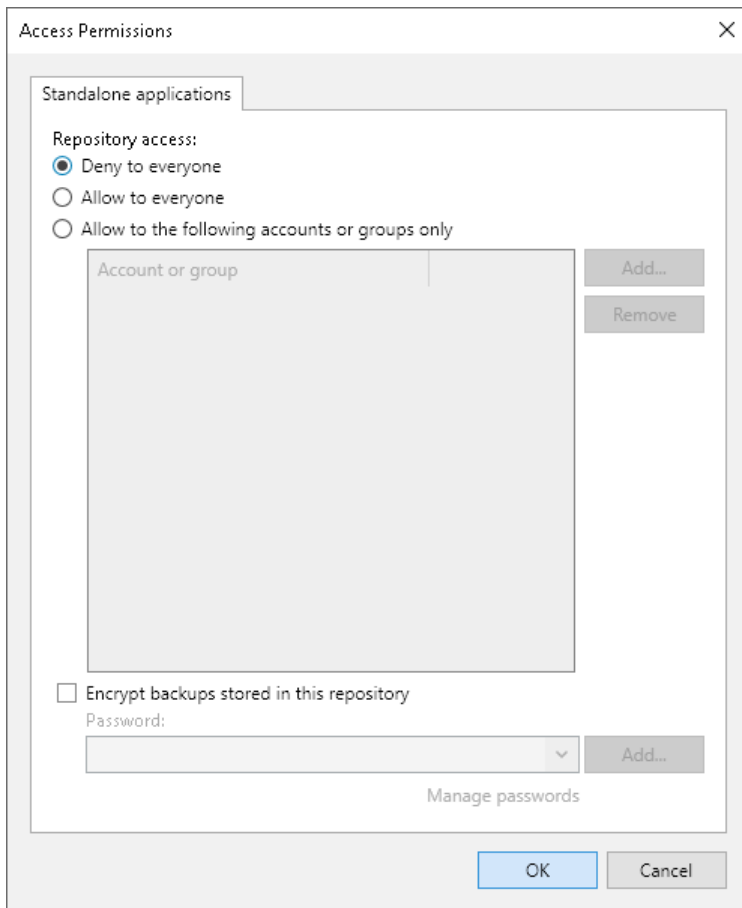 Access Permissions
Standalone applications
Repository access:
Deny to everyone
Allow to everyone
Allow to the following accounts or groups only
Account or group
Add...
Remove
Encrypt backups stored in this repository
Password:
Add...
Manage passwords
OK
Cancel